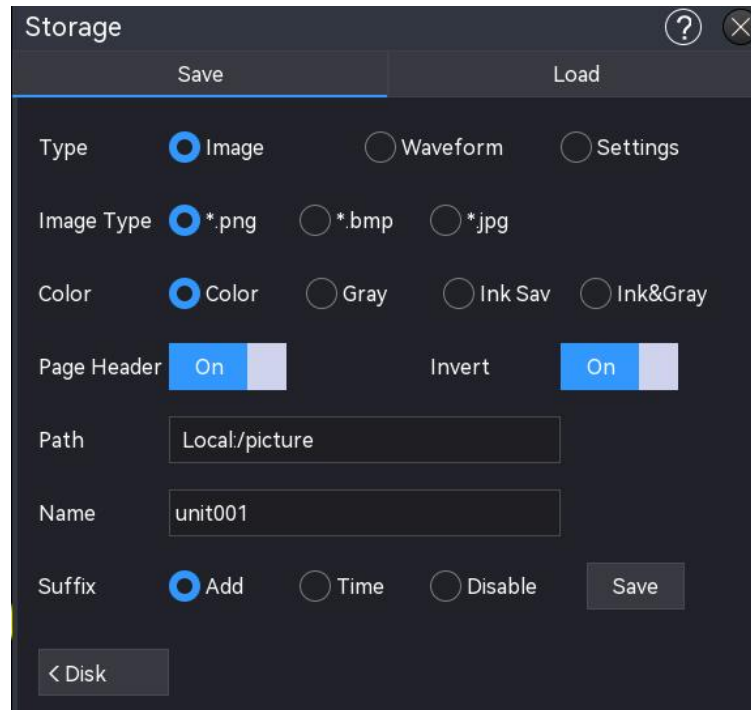 Storage ?
Save Load
Type Image Waveform Settings
Image Type *.png *.bmp *.jpg
Color Color Gray Ink Sav Ink&Gray
Page Header On Invert On
Path Local:/picture
Name unit001
Suffix Add Time Disable Save
< Disk